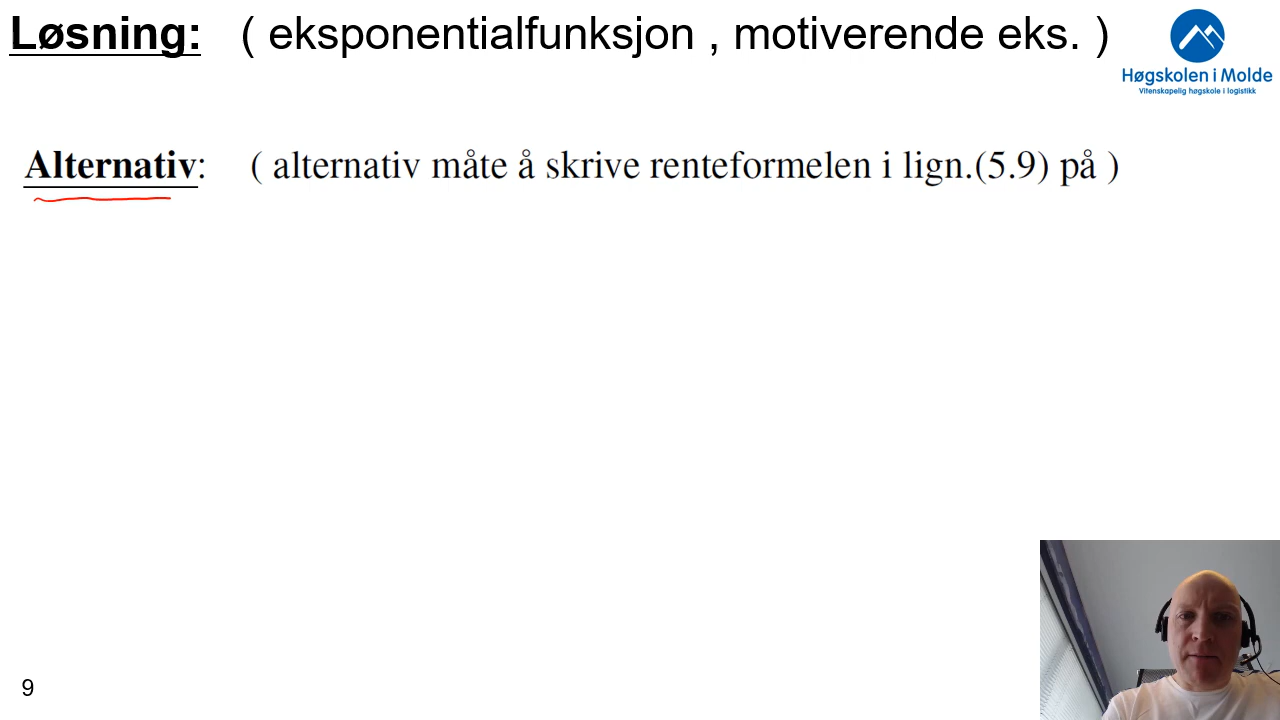 Løsning: ( eksponentialfunksjon , motiverende eks. )
Høgskolen i Molde
Vitenskapelig høgskole i logistikk
Alternativ: ( alternativ måte å skrive renteformelen i lign.(5.9) på )
9